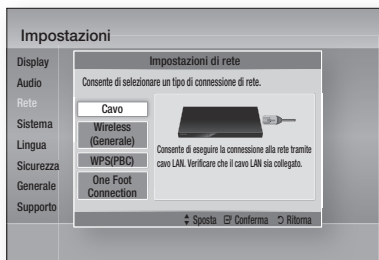 Impostazioni
Display
Audio
Rete
Sistema
Lingua
Sicurezza
Generale
Supporto
Impostazioni di rete
Consente di selezionare un tipo di connessione di rete.
Cavo
Wireless
(Generale)
WPS(PBC)
One Foot
Connection
Consente di eseguire la connessione alla rete tramite
cavo LAN. Verificare che il cavo LAN sia collegato.
Sposta Conferma Ritorna